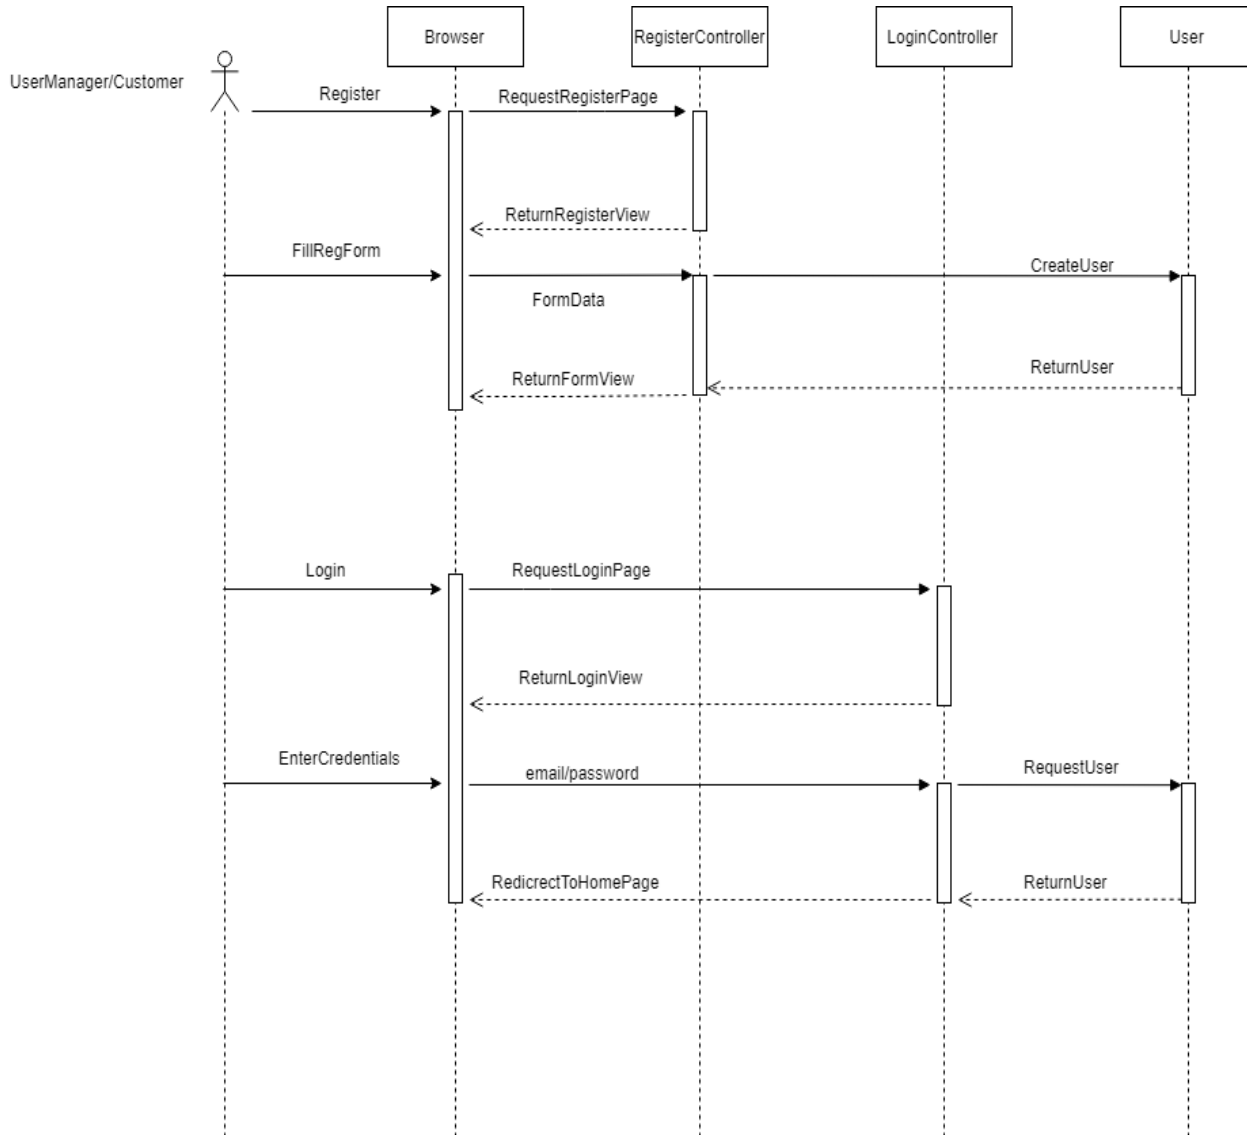 Browser
RegisterController
LoginController
User
UserManager/Customer
Register
RequestRegisterPage
ReturnRegisterView
FillRegForm
FormData
CreateUser
ReturnUser
ReturnFormView
Login
RequestLoginPage
ReturnLoginView
EnterCredentials
email/password
RequestUser
RedicrectToHomePage
ReturnUser